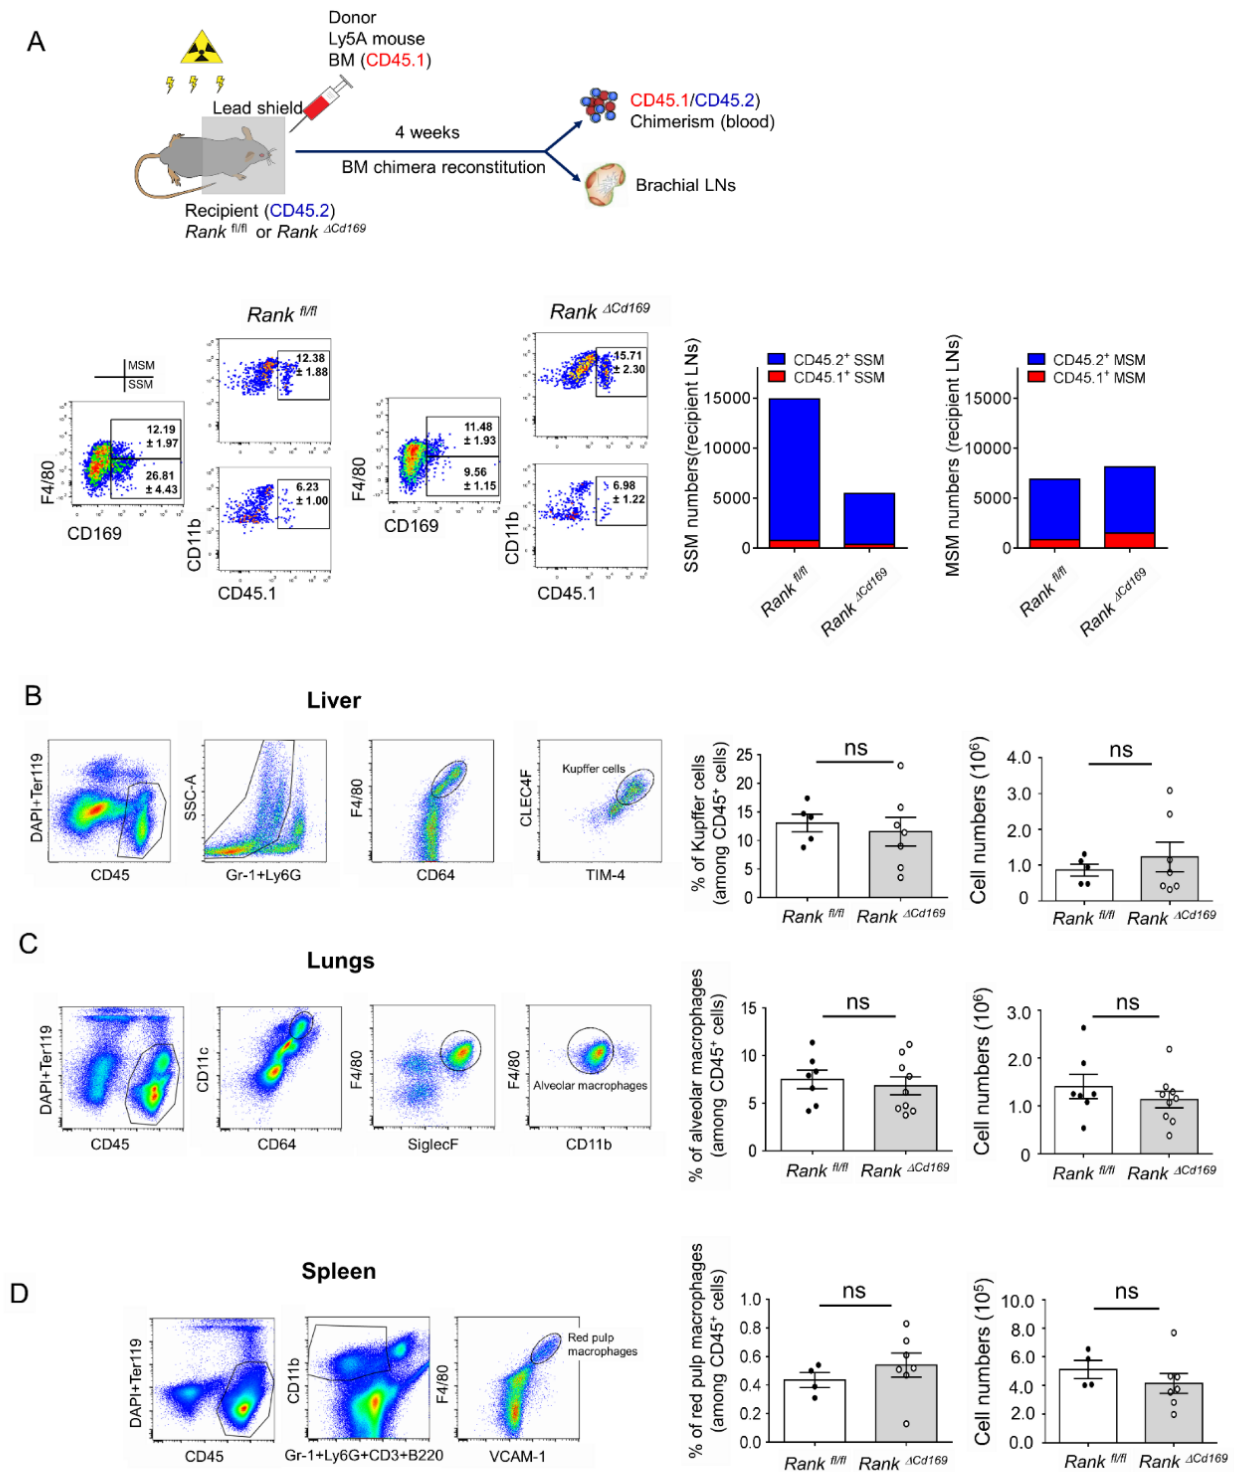 A
Donor
Ly5A mouse
BM (CD45.1)
Lead shield
4 weeks
BM chimera reconstitution
CD45.1/CD45.2)
Chimerism (blood)
Brachial LNs
Recipient (CD45.2)
Rank fl/fl or Rank ΔCd169
Rank fl/fl
Rank ΔCd169
MSM
SSM
12.19
± 1.97
26.81
± 4.43
F4/80
CD169
12.38
± 1.88
6.23
± 1.00
CD11b
CD45.1
11.48
± 1.93
9.56
± 1.15
F4/80
CD169
15.71
± 2.30
6.98
± 1.22
CD11b
CD45.1
CD45.2+ SSM
CD45.1+ SSM
SSM numbers(recipient LNs)
15000
10000
5000
0
Rank fl/fl
Rank ΔCd169
CD45.2+ MSM
CD45.1+ MSM
MSM numbers (recipient LNs)
15000
10000
5000
0
Rank fl/fl
Rank ΔCd169
B
Liver
DAPI+Ter119
CD45
SSC-A
Gr-1+Ly6G
F4/80
CD64
CLEC4F
Kupffer cells
TIM-4
% of Kupffer cells
(among CD45+ cells)
25
20
15
10
5
0
ns
Rank fl/fl
Rank ΔCd169
Cell numbers (10⁶)
4.0
3.0
2.0
1.0
0
ns
Rank fl/fl
Rank ΔCd169
C
Lungs
DAPI+Ter119
CD45
CD11c
CD64
F4/80
SiglecF
F4/80
Alveolar macrophages
CD11b
% of alveolar macrophages
(among CD45+ cells)
15
10
5
0
ns
Rank fl/fl
Rank ΔCd169
Cell numbers (10⁶)
3.0
2.0
1.0
0
ns
Rank fl/fl
Rank ΔCd169
D
Spleen
DAPI+Ter119
CD45
CD11b
Gr-1+Ly6G+CD3+B220
F4/80
Red pulp
macrophages
VCAM-1
% of red pulp macrophages
(among CD45+ cells)
1.0
0.8
0.6
0.4
0.2
0.0
ns
Rank fl/fl
Rank ΔCd169
Cell numbers (10⁵)
10.0
6.0
4.0
2.0
0.0
ns
Rank fl/fl
Rank ΔCd169